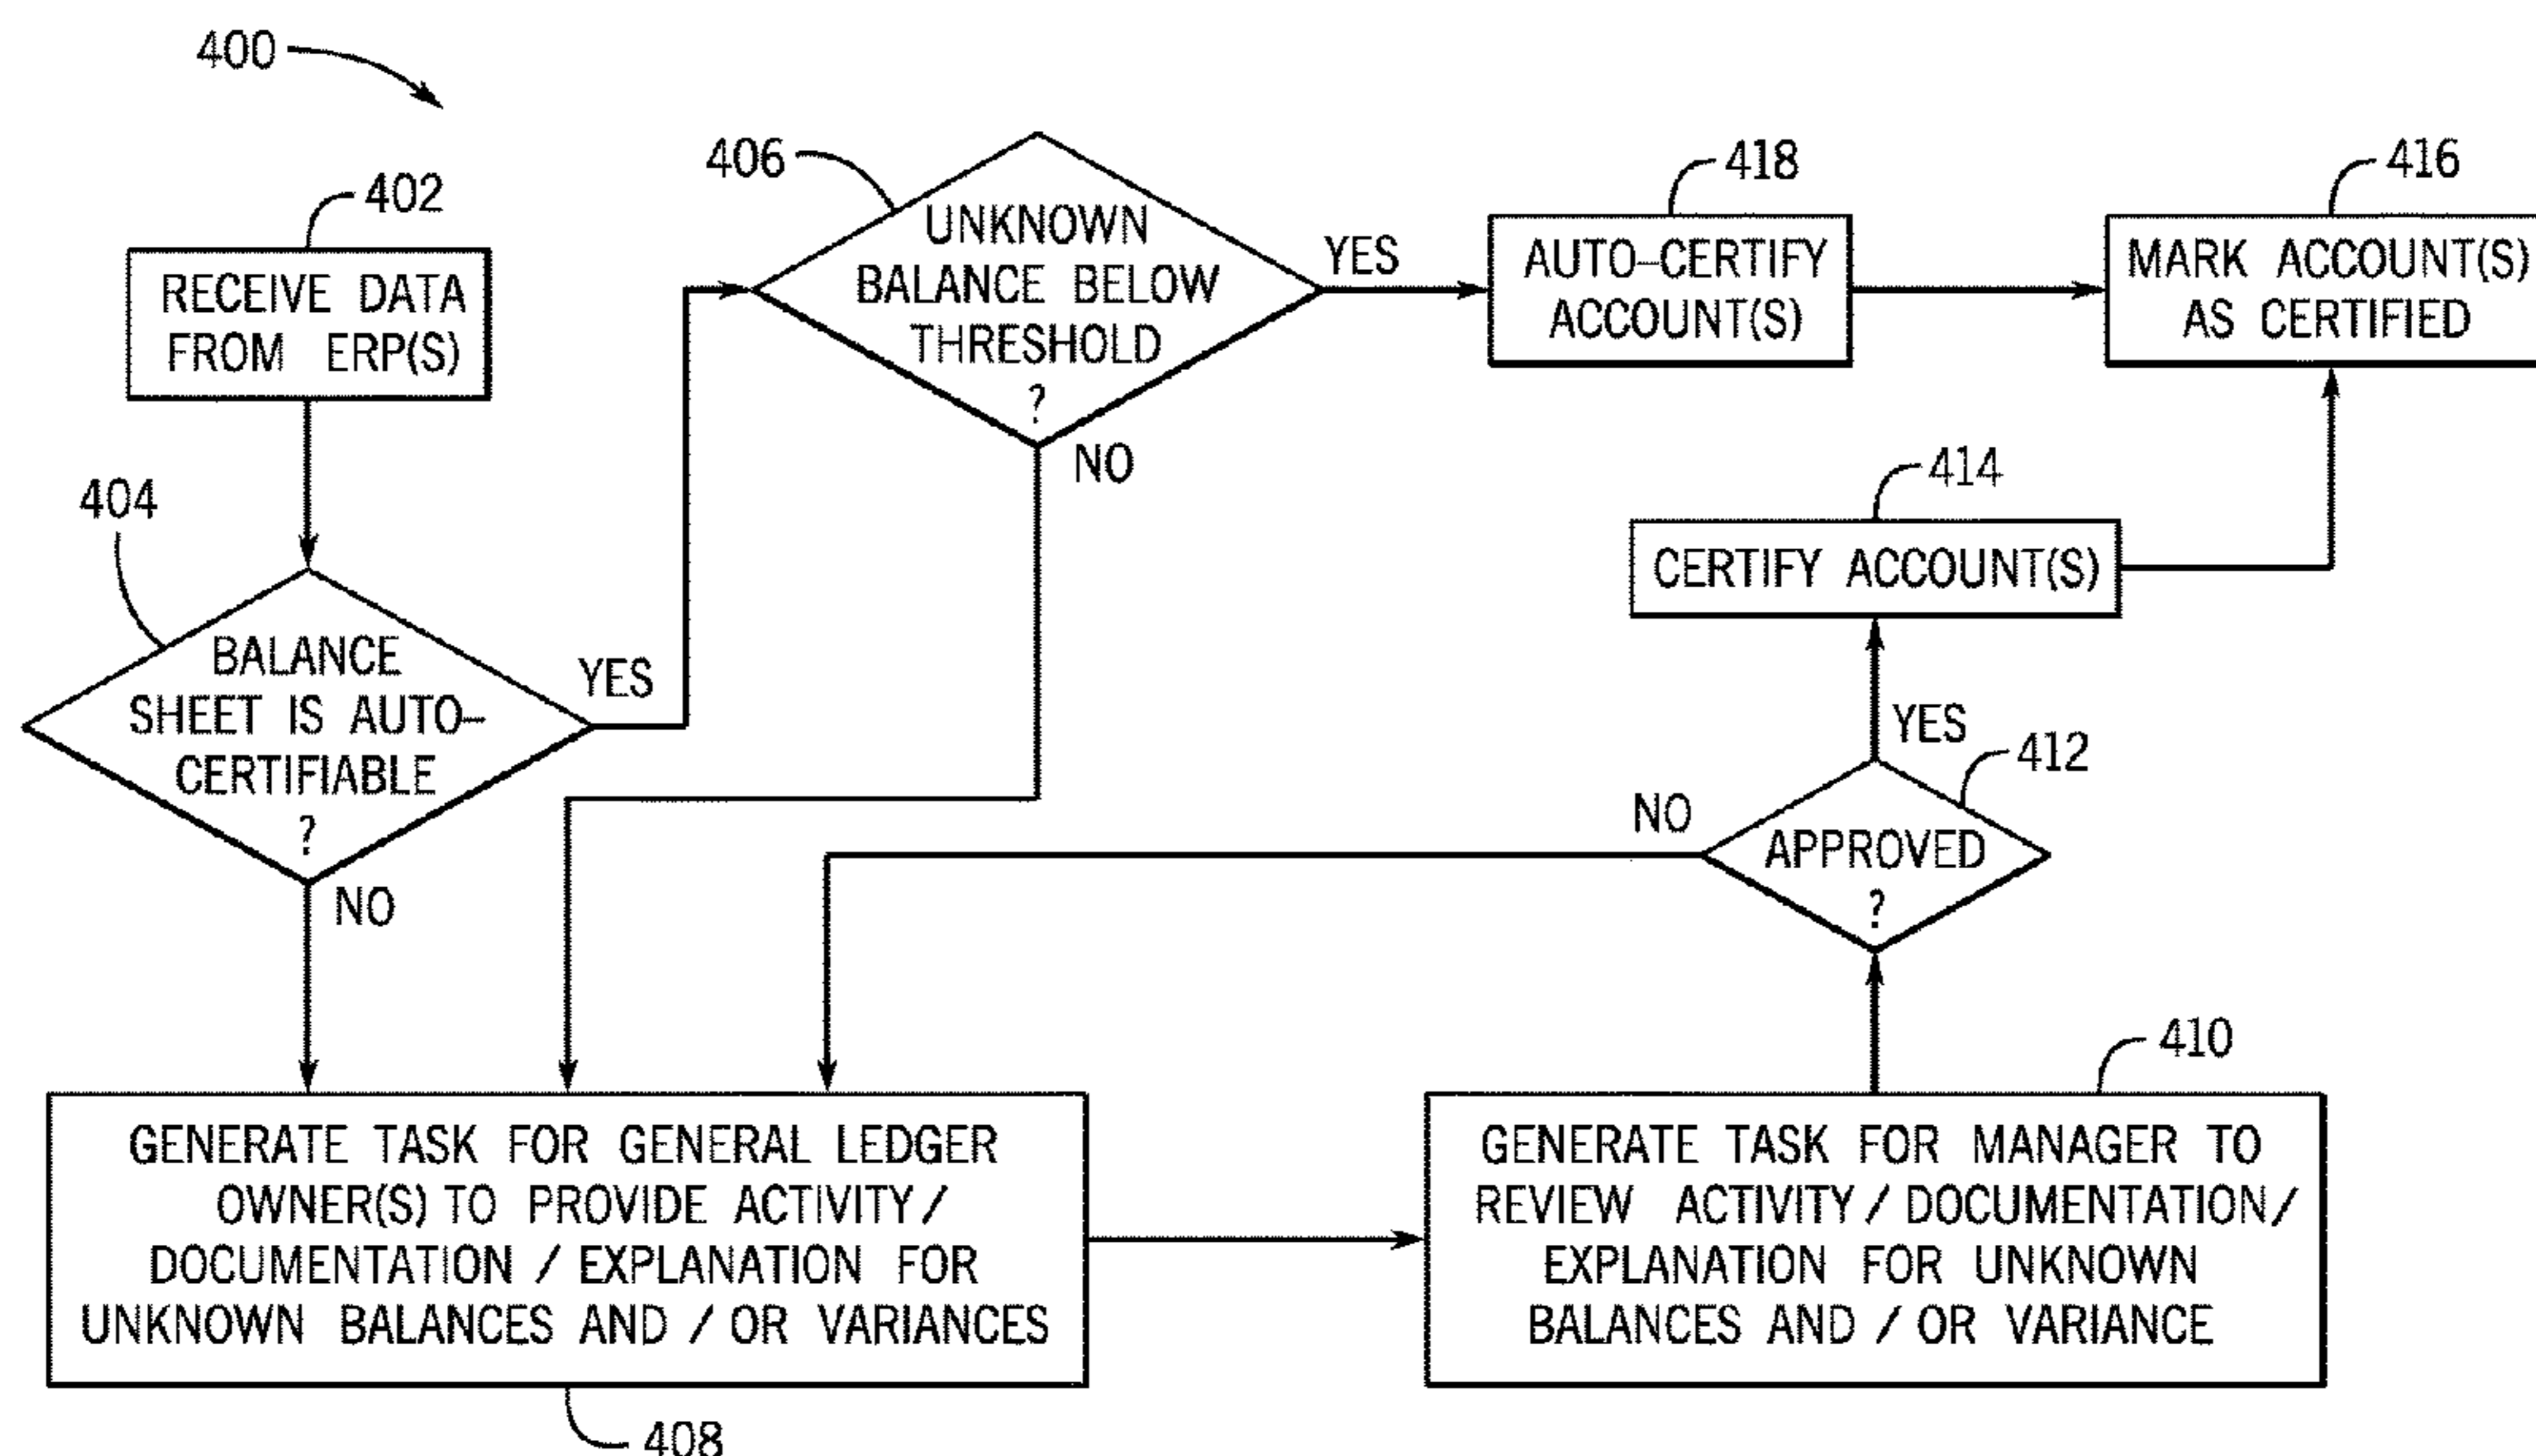 400
402
RECEIVE DATA
FROM ERP(S)
404
BALANCE
SHEET IS AUTO-
CERTIFIABLE
?
YES
NO
406
UNKNOWN
BALANCE BELOW
THRESHOLD
?
YES
NO
418
AUTO-CERTIFY
ACCOUNT(S)
416
MARK ACCOUNT(S)
AS CERTIFIED
414
CERTIFY ACCOUNT(S)
YES
412
NO
APPROVED
?
410
GENERATE TASK FOR GENERAL LEDGER
OWNER(S) TO PROVIDE ACTIVITY /
DOCUMENTATION / EXPLANATION FOR
UNKNOWN BALANCES AND / OR VARIANCES
408
GENERATE TASK FOR MANAGER TO
REVIEW ACTIVITY / DOCUMENTATION /
EXPLANATION FOR UNKNOWN
BALANCES AND / OR VARIANCE